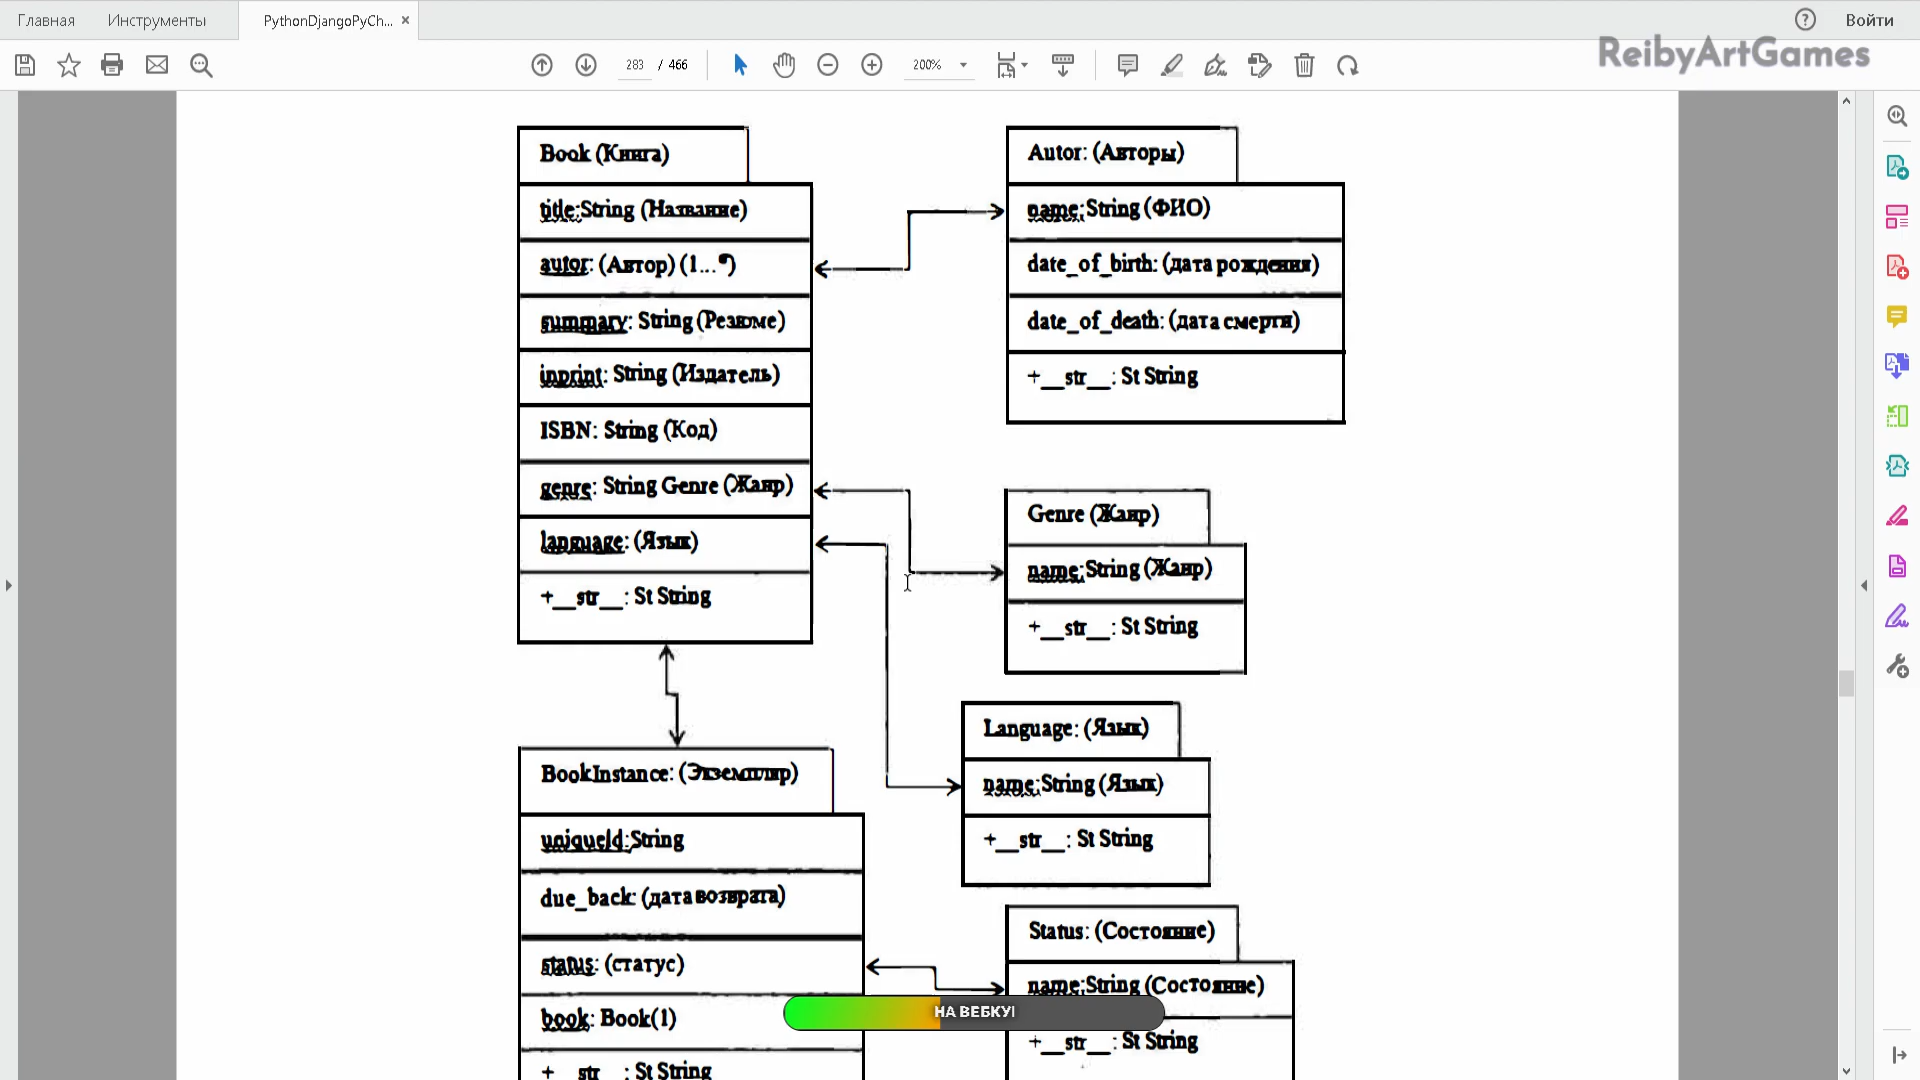 Главная
Инструменты
PythonDjangoPyCh...
Войти
283 / 466
200%
ReibyArtGames
Book (Книга)
title:String (Название)
autor: (Автор) (1...*)
summary: String (Резюме)
inprint: String (Издатель)
ISBN: String (Код)
genre: String Genre (Жанр)
language: (Язык)
+__str__: St String
Autor: (Авторы)
name:String (ФИО)
date_of_birth: (дата рождения)
date_of_death: (дата смерти)
+__str__: St String
Genre (Жанр)
name:String (Жанр)
+__str__: St String
Language: (Язык)
name:String (Язык)
+__str__: St String
BookInstance: (Экземпляр)
uniqueId:String
due_back: (дата возврата)
status: (статус)
book: Book(1)
+__str__: St String
Status: (Состояние)
name:String (Состояние)
+__str__: St String
НА ВЕБКУ!